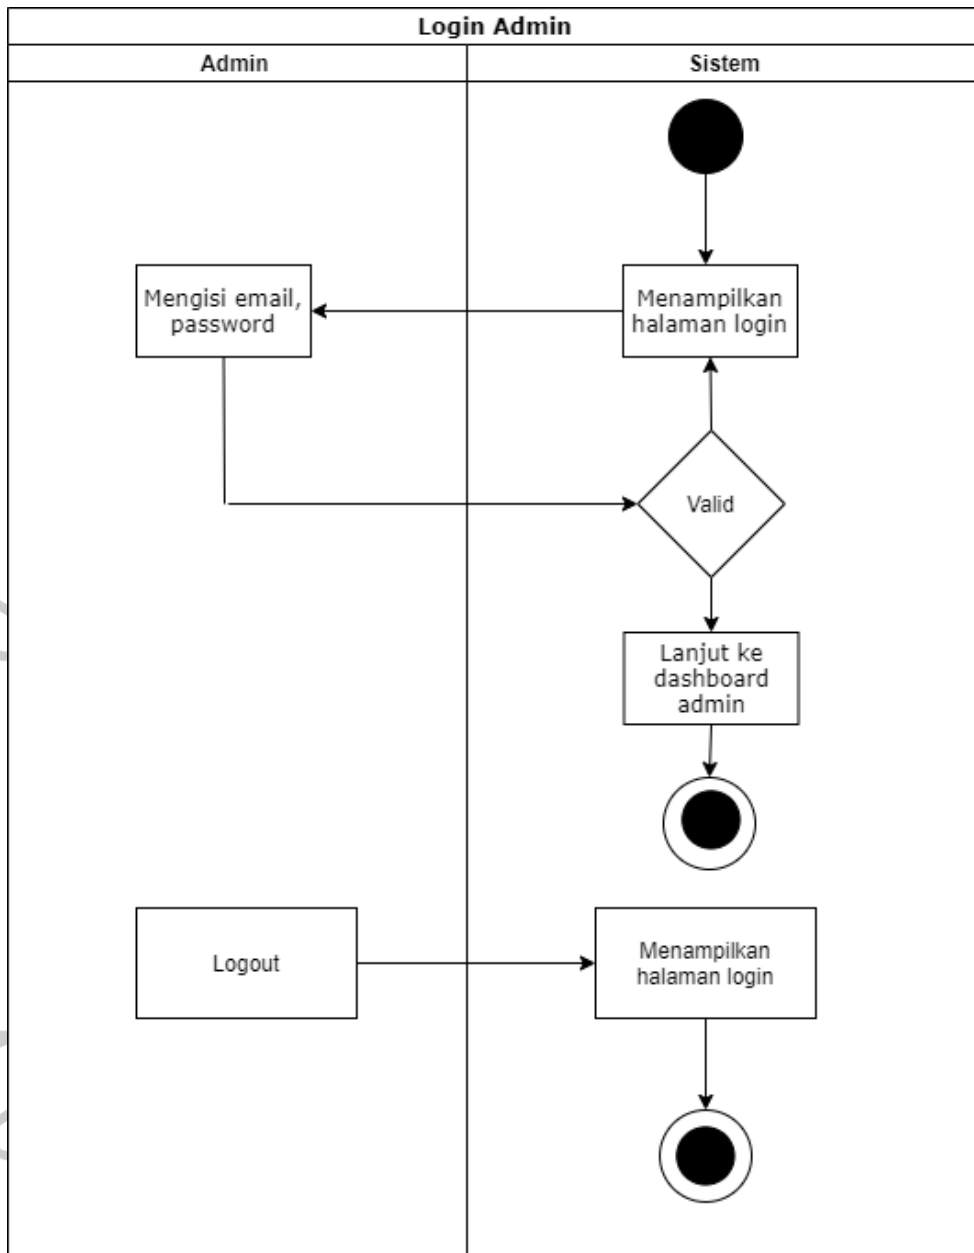 Login Admin
Admin
Sistem
Mengisi email,
password
Menampilkan
halaman login
Valid
Lanjut ke
dashboard
admin
Logout
Menampilkan
halaman login